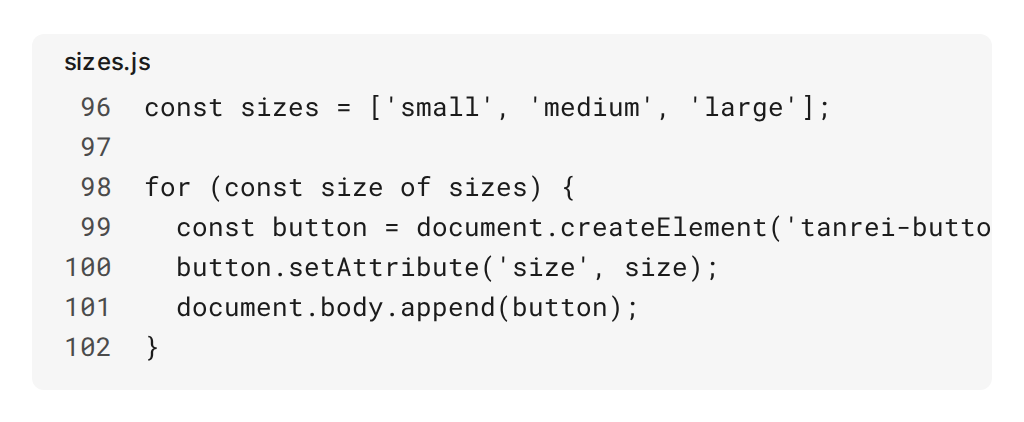 sizes.js
96 const sizes = ['small', 'medium', 'large'];
97
98 for (const size of sizes) {
99 const button = document.createElement('tanrei-butto
100 button.setAttribute('size', size);
101 document.body.append(button);
102 }